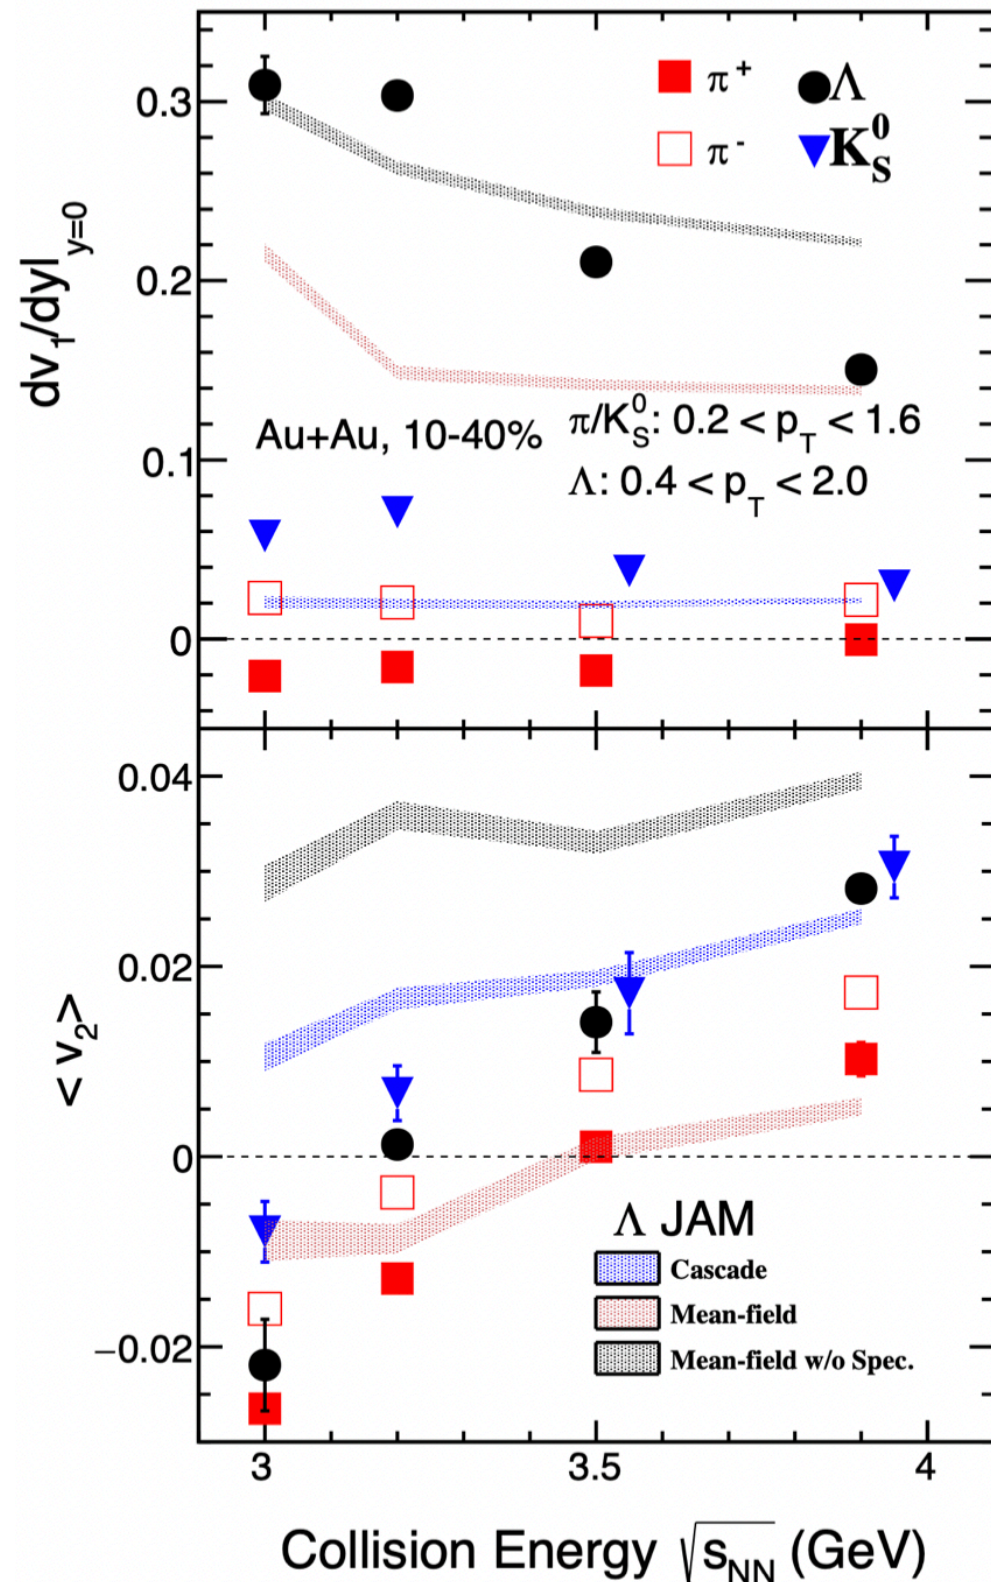 dv₁/dy|y=0
0.3
0.2
0.1
0
π⁺ Λ
π⁻ K⁰S
Au+Au, 10-40%
π/K⁰S: 0.2 < pT < 1.6
Λ: 0.4 < pT < 2.0
< v₂ >
0.04
0.02
0
−0.02
Λ JAM
Cascade
Mean-field
Mean-field w/o Spec.
3 3.5 4
Collision Energy √sNN (GeV)